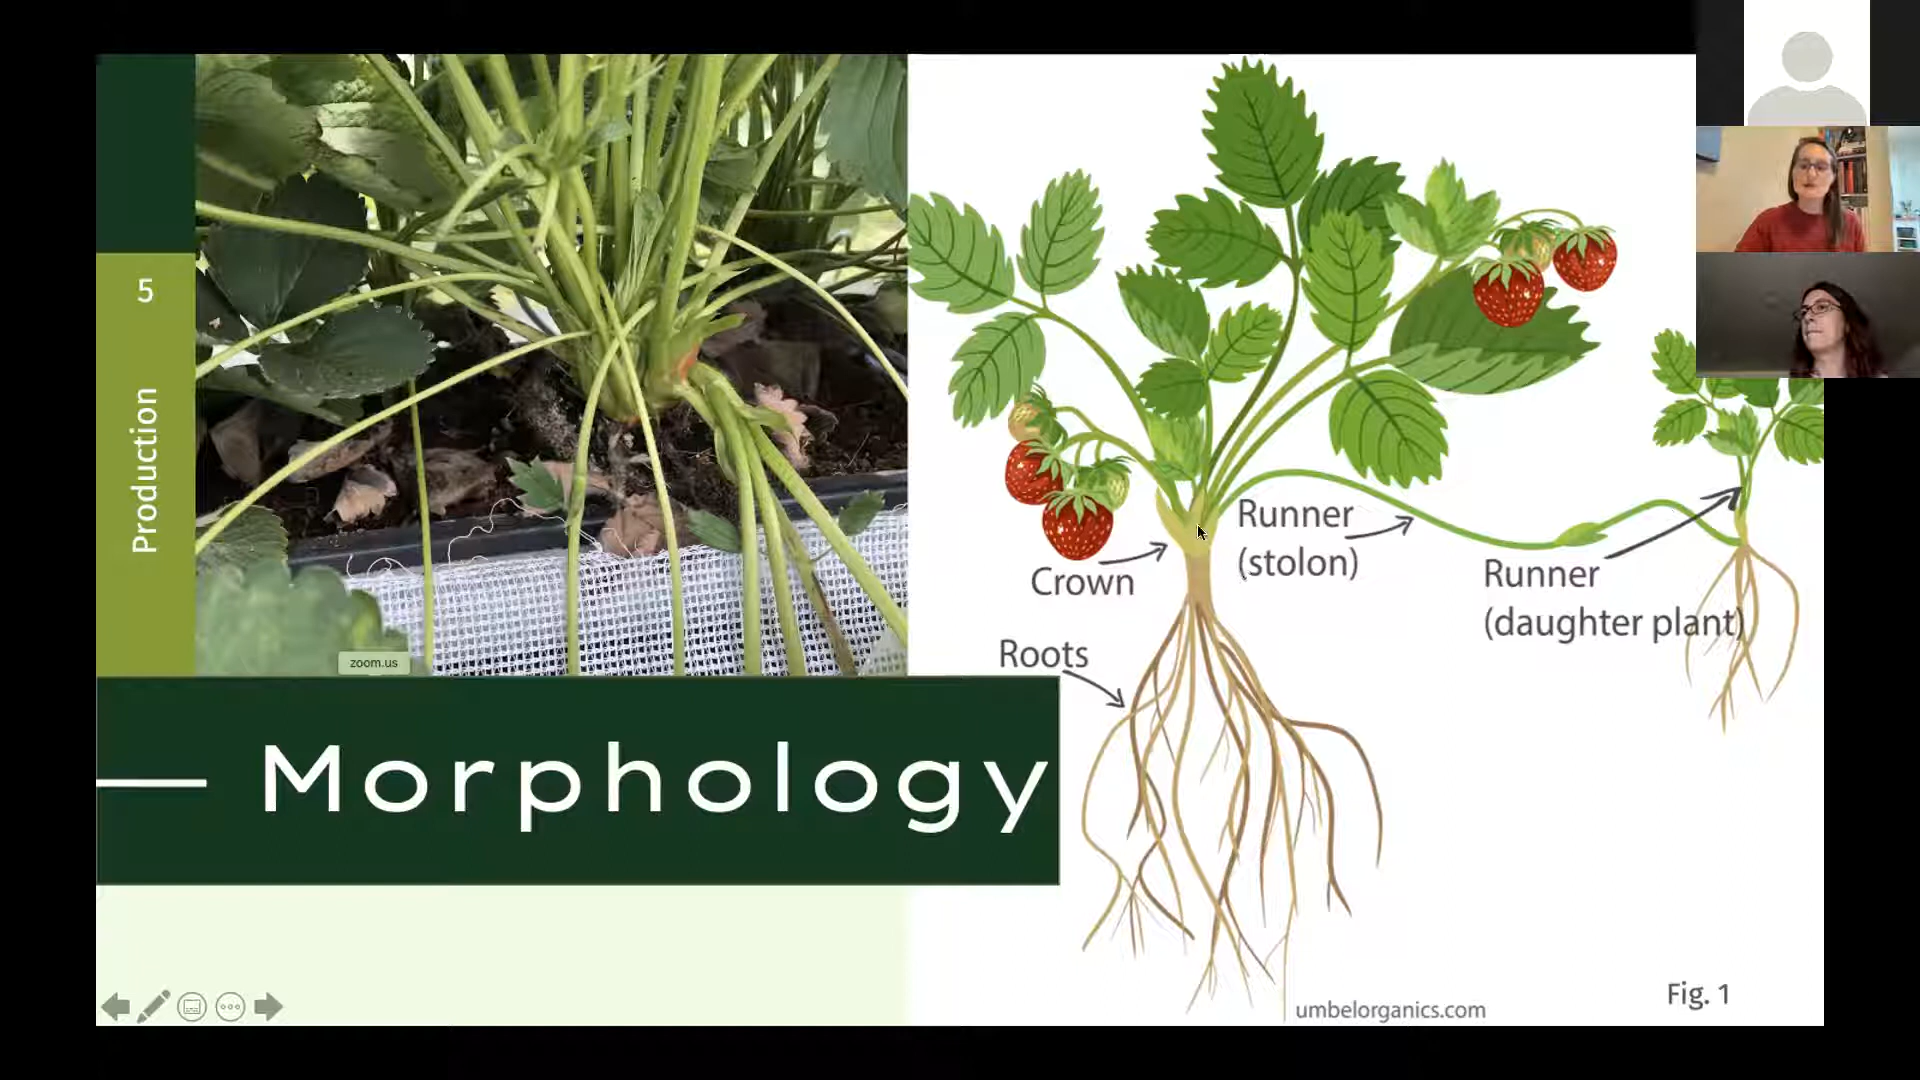 5
Production
zoom.us
Morphology
Runner
(stolon)
Crown
Runner
(daughter plant)
Roots
Fig. 1
umbelorganics.com